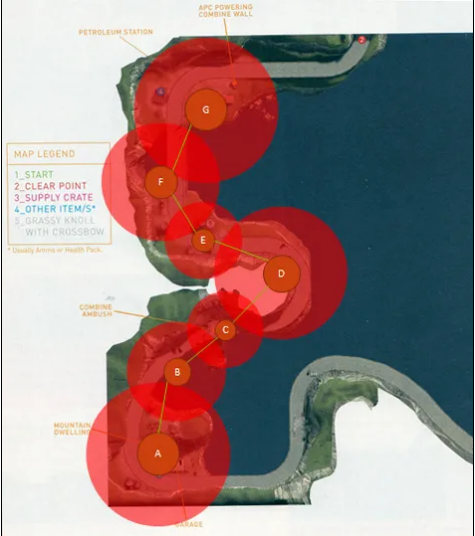 APC POWERING
COMBINE WALL
PETROLEUM STATION
2
G
MAP LEGEND
F
1_START
2_CLEAR POINT
3_SUPPLY CRATE
4_OTHER ITEM/S*
5_GRASSY KNOLL
WITH CROSSBOW
* Usually Ammo or Health Pack.
E
D
COMBINE
AMBUSH
C
B
MOUNTAIN
DWELLING
A
GARAGE